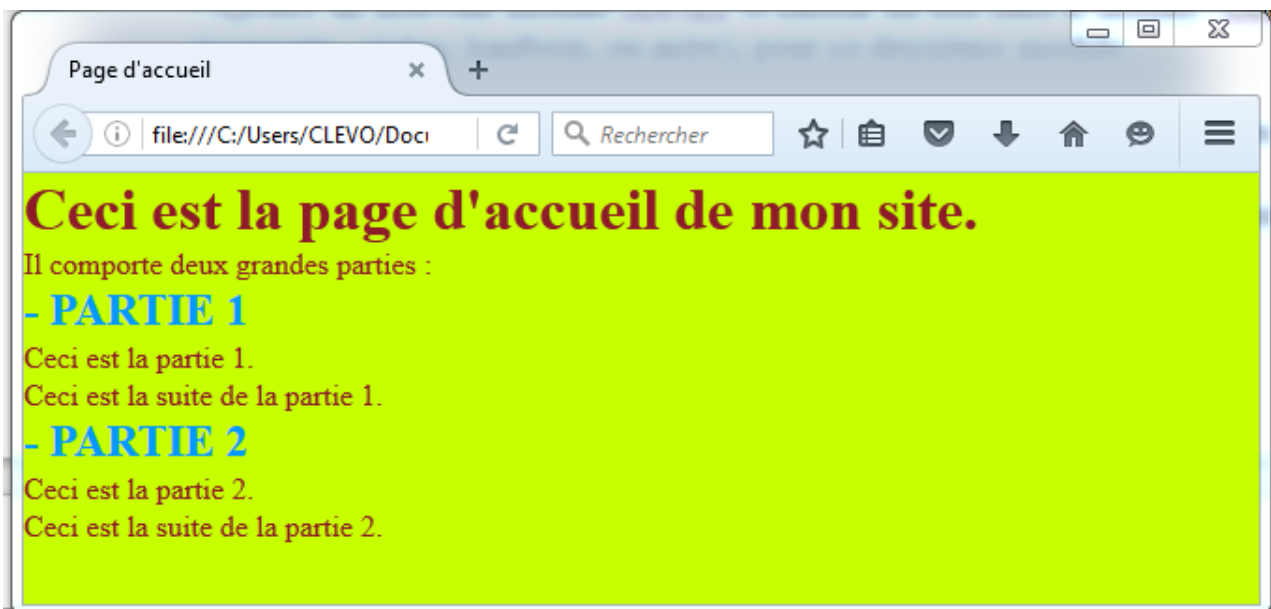 Page d'accueil
file:///C:/Users/CLEVO/Docu
Rechercher
Ceci est la page d'accueil de mon site.
Il comporte deux grandes parties :
- PARTIE 1
Ceci est la partie 1.
Ceci est la suite de la partie 1.
- PARTIE 2
Ceci est la partie 2.
Ceci est la suite de la partie 2.